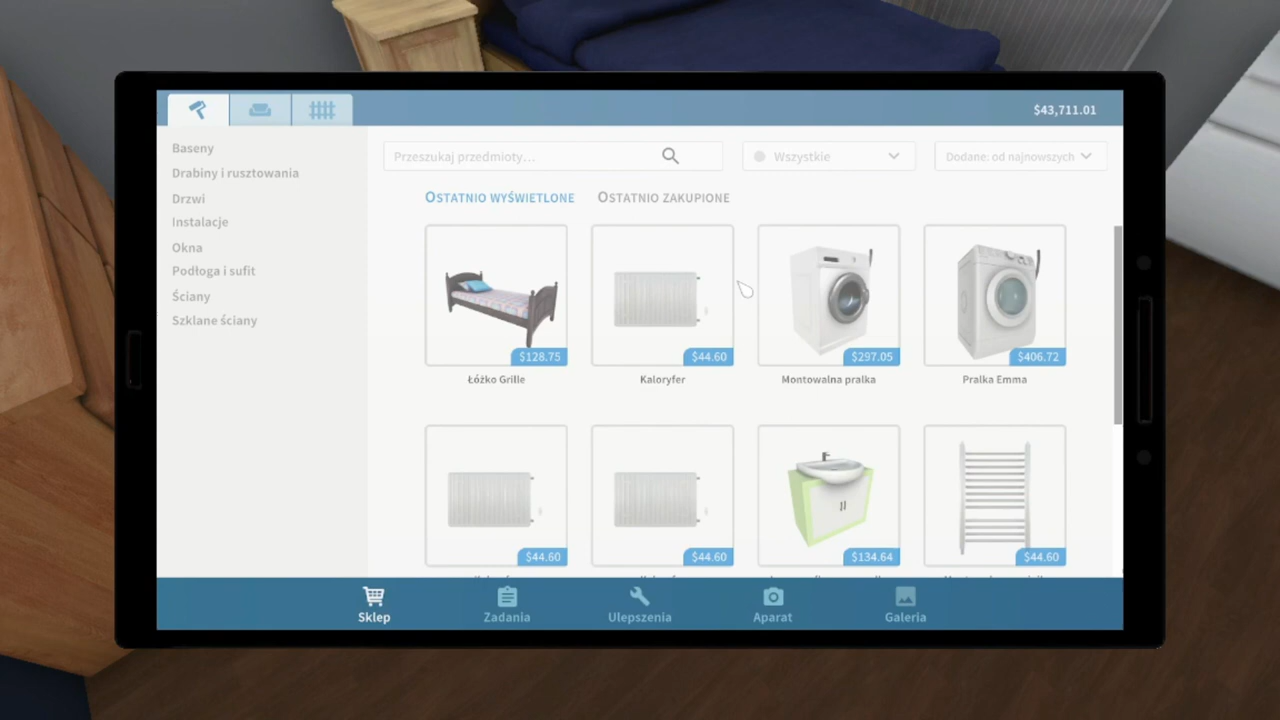 $43,711.01
Baseny
Drabiny i rusztowania
Drzwi
Instalacje
Okna
Podłoga i sufit
Ściany
Szklane ściany
Przeszukaj przedmioty...
Wszystkie
Dodane: od najnowszych
OSTATNIO WYŚWIETLONE
OSTATNIO ZAKUPIONE
$128.75
$44.60
$297.05
$406.72
Łóżko Grille
Kaloryfer
Montowalna pralka
Pralka Emma
$44.60
$44.60
$134.64
$44.60
Sklep
Zadania
Ulepszenia
Aparat
Galeria